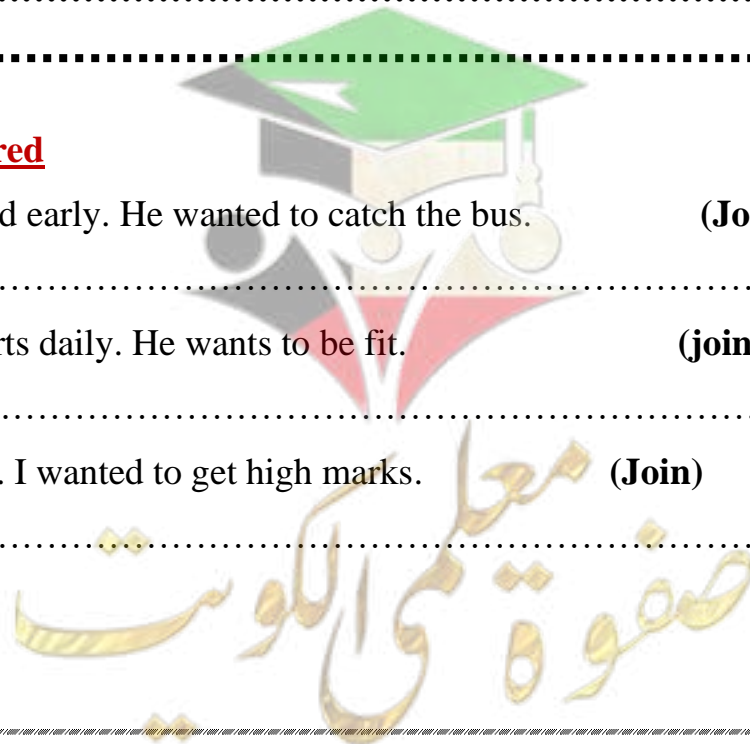 red
d early. He wanted to catch the bus. (Jo
rts daily. He wants to be fit. (join
. I wanted to get high marks. (Join)
صفوة معلمى الكويت